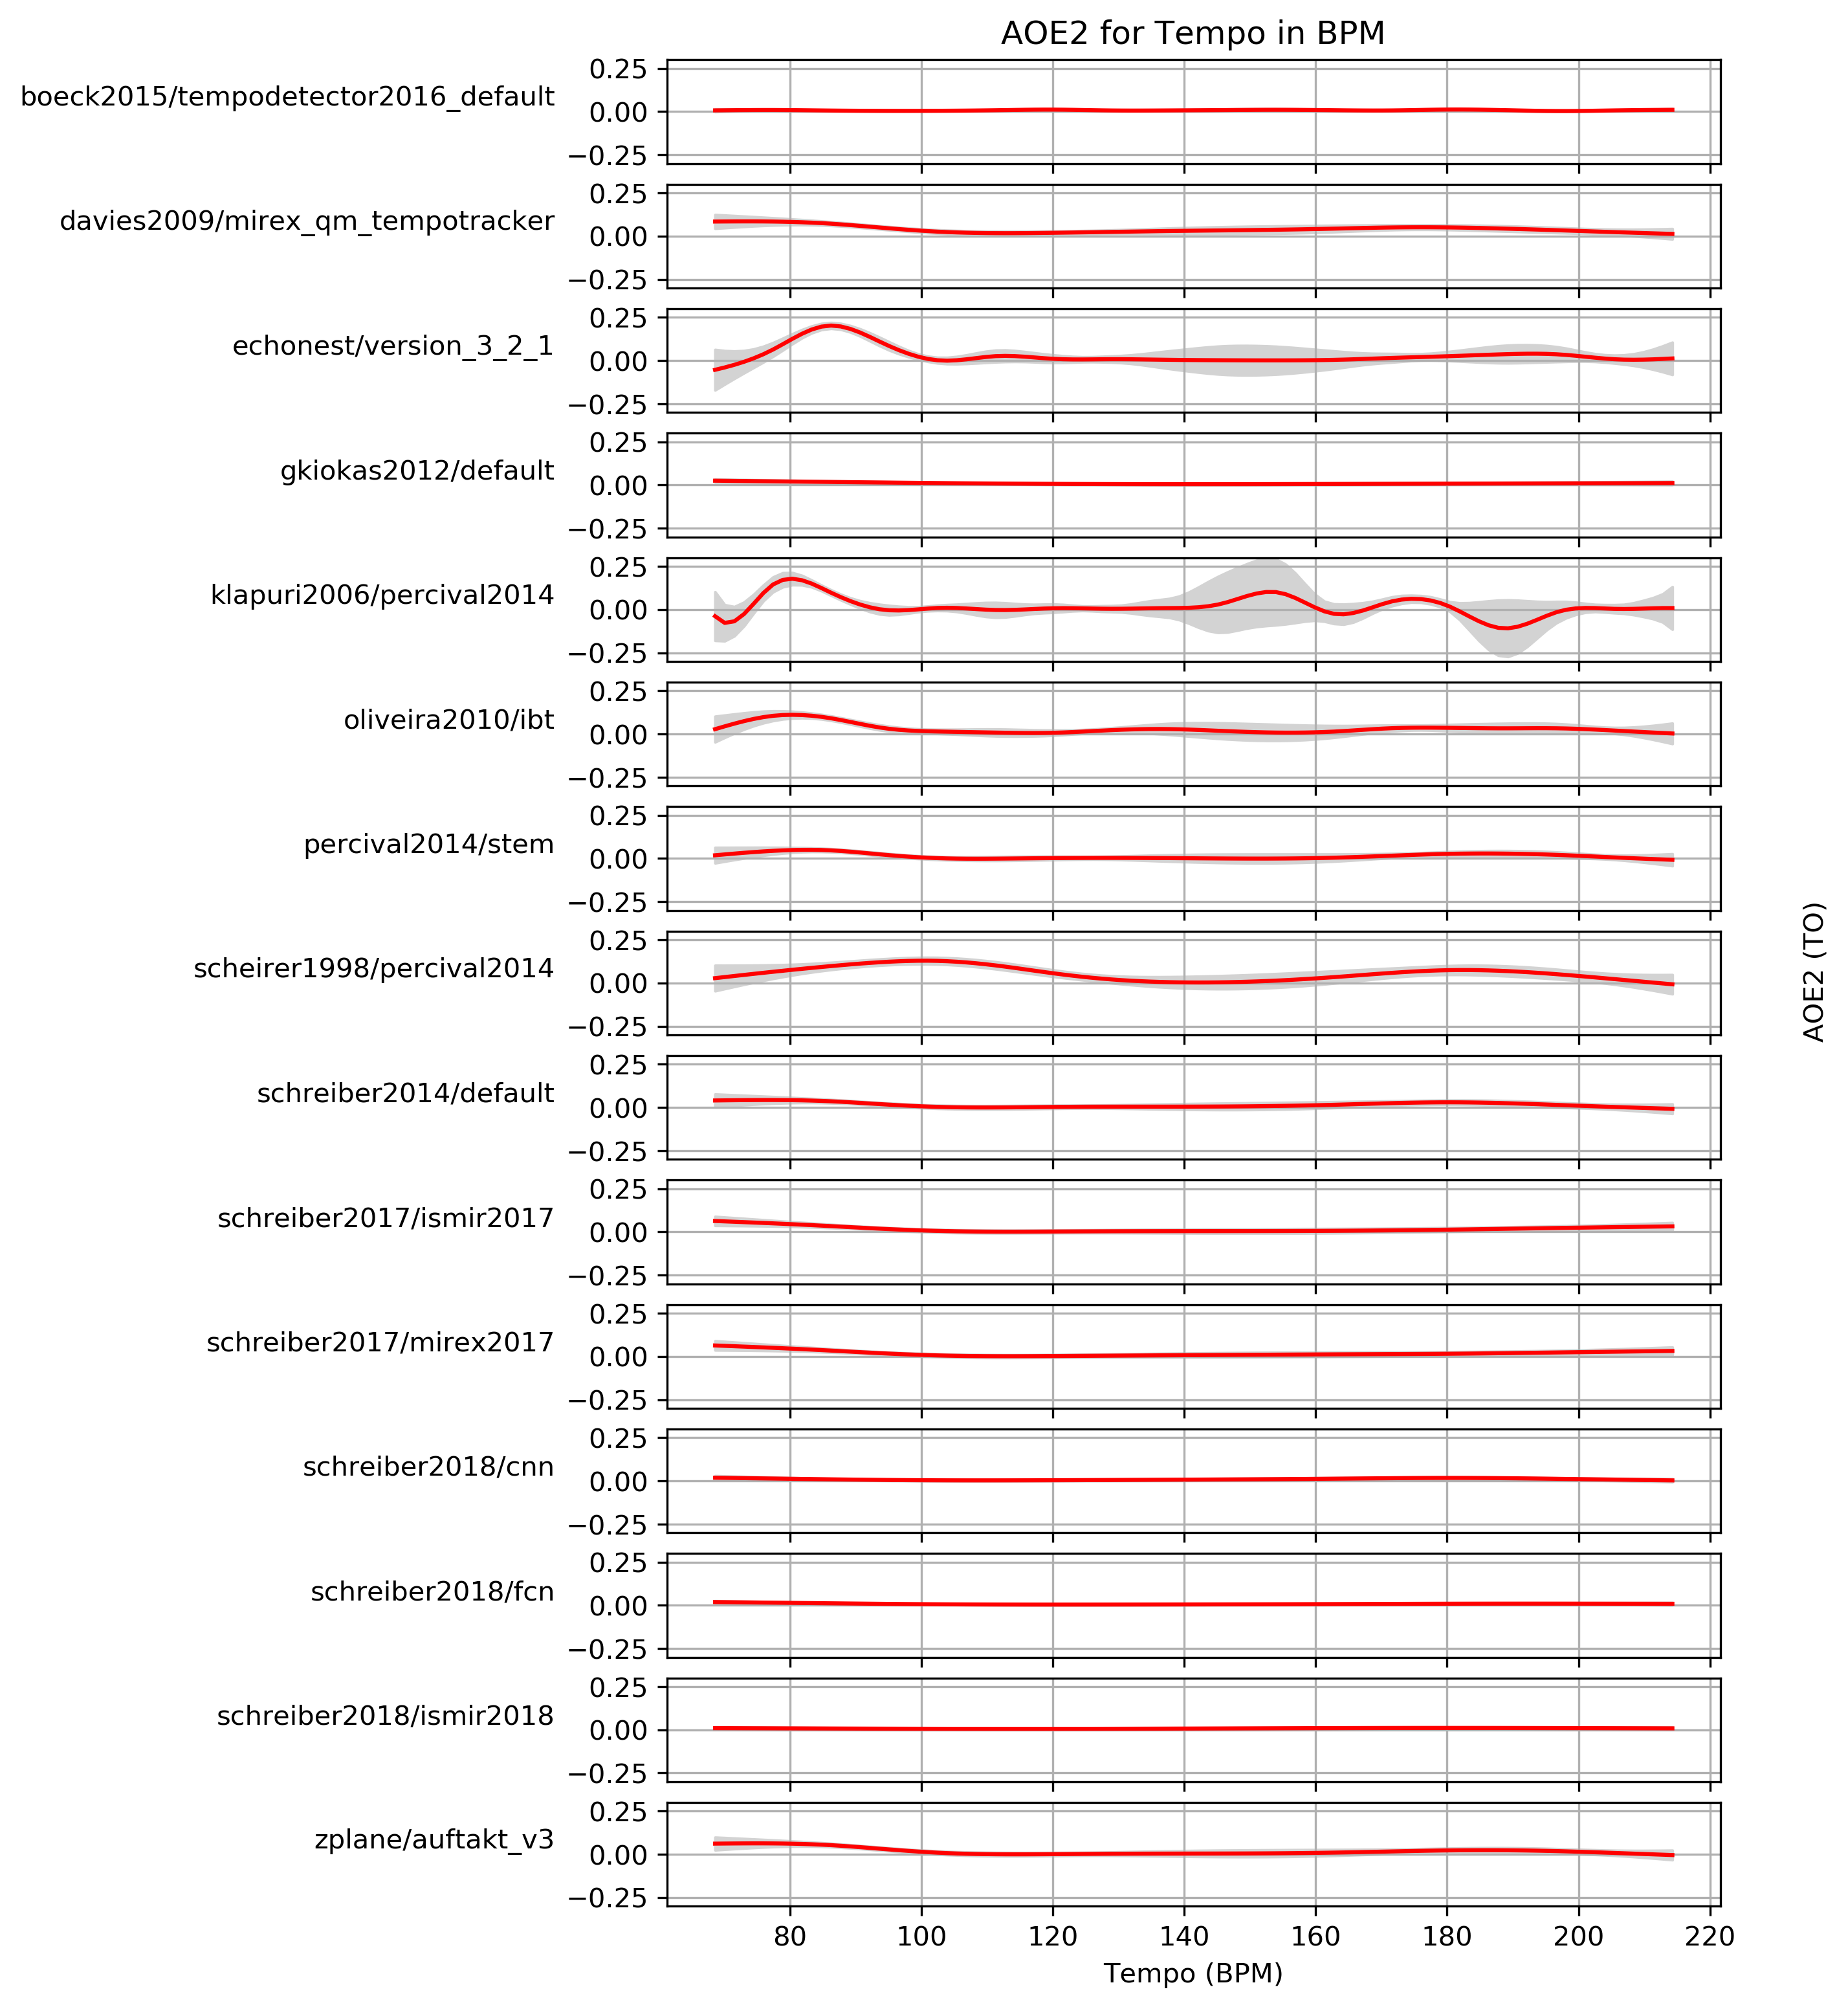 AOE2 for Tempo in BPM
boeck2015/tempodetector2016_default
0.25
0.00
−0.25
davies2009/mirex_qm_tempotracker
0.25
0.00
−0.25
echonest/version_3_2_1
0.25
0.00
−0.25
gkiokas2012/default
0.25
0.00
−0.25
klapuri2006/percival2014
0.25
0.00
−0.25
oliveira2010/ibt
0.25
0.00
−0.25
percival2014/stem
0.25
0.00
−0.25
scheirer1998/percival2014
0.25
0.00
−0.25
schreiber2014/default
0.25
0.00
−0.25
schreiber2017/ismir2017
0.25
0.00
−0.25
schreiber2017/mirex2017
0.25
0.00
−0.25
schreiber2018/cnn
0.25
0.00
−0.25
schreiber2018/fcn
0.25
0.00
−0.25
schreiber2018/ismir2018
0.25
0.00
−0.25
zplane/auftakt_v3
0.25
0.00
−0.25
80 100 120 140 160 180 200 220
Tempo (BPM)
AOE2 (TO)